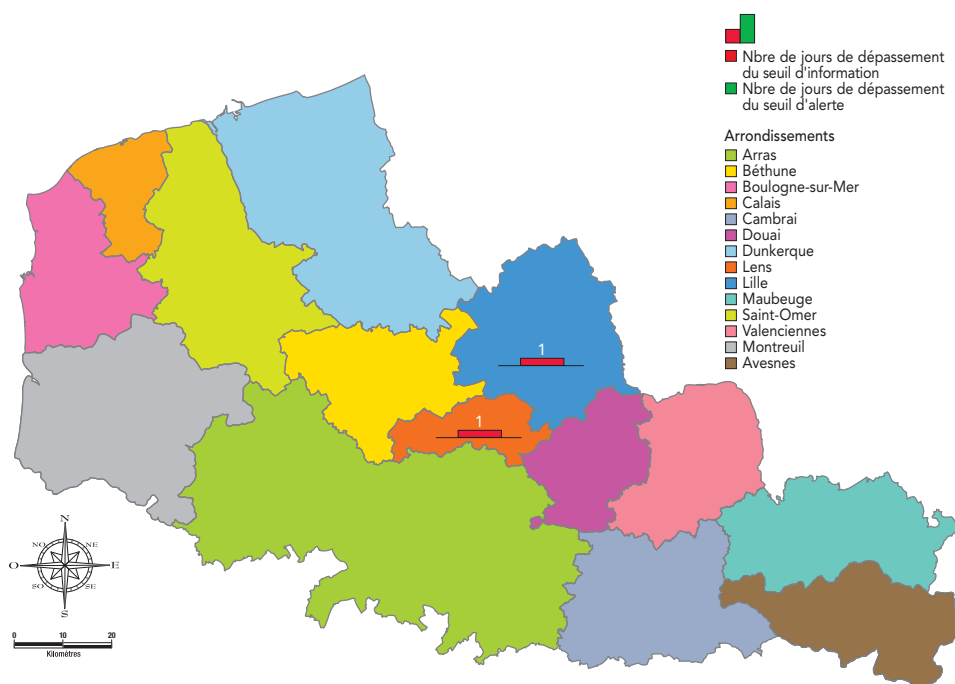 Nbre de jours de dépassement
du seuil d'information
Nbre de jours de dépassement
du seuil d'alerte
Arrondissements
Arras
Béthune
Boulogne-sur-Mer
Calais
Cambrai
Douai
Dunkerque
Lens
Lille
Maubeuge
Saint-Omer
Valenciennes
Montreuil
Avesnes
1
1
N
NO
NE
O
E
SO
SE
S
0 10 20
Kilomètres